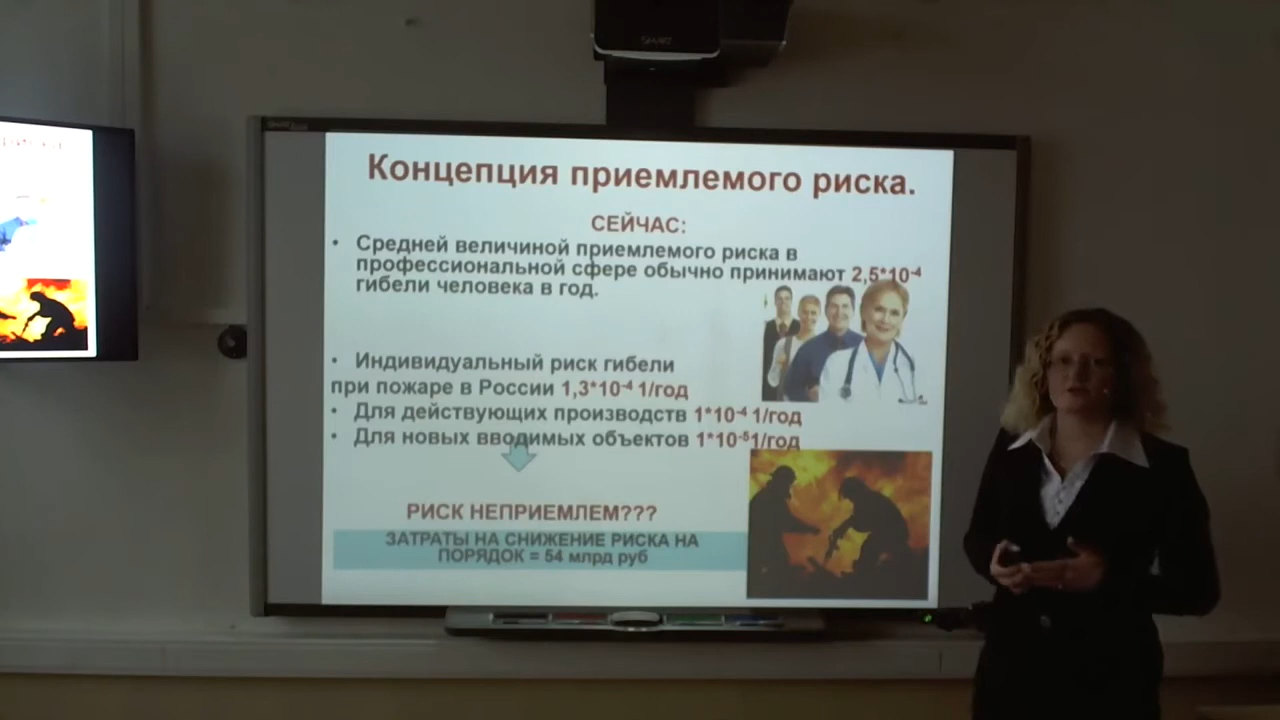 SMART
Концепция приемлемого риска.
СЕЙЧАС:
• Средней величиной приемлемого риска в
профессиональной сфере обычно принимают 2,5*10-4
гибели человека в год.
• Индивидуальный риск гибели
при пожаре в России 1,3*10-4 1/год
• Для действующих производств 1*10-4 1/год
• Для новых вводимых объектов 1*10-5 1/год
РИСК НЕПРИЕМЛЕМ???
ЗАТРАТЫ НА СНИЖЕНИЕ РИСКА НА
ПОРЯДОК = 54 млрд руб